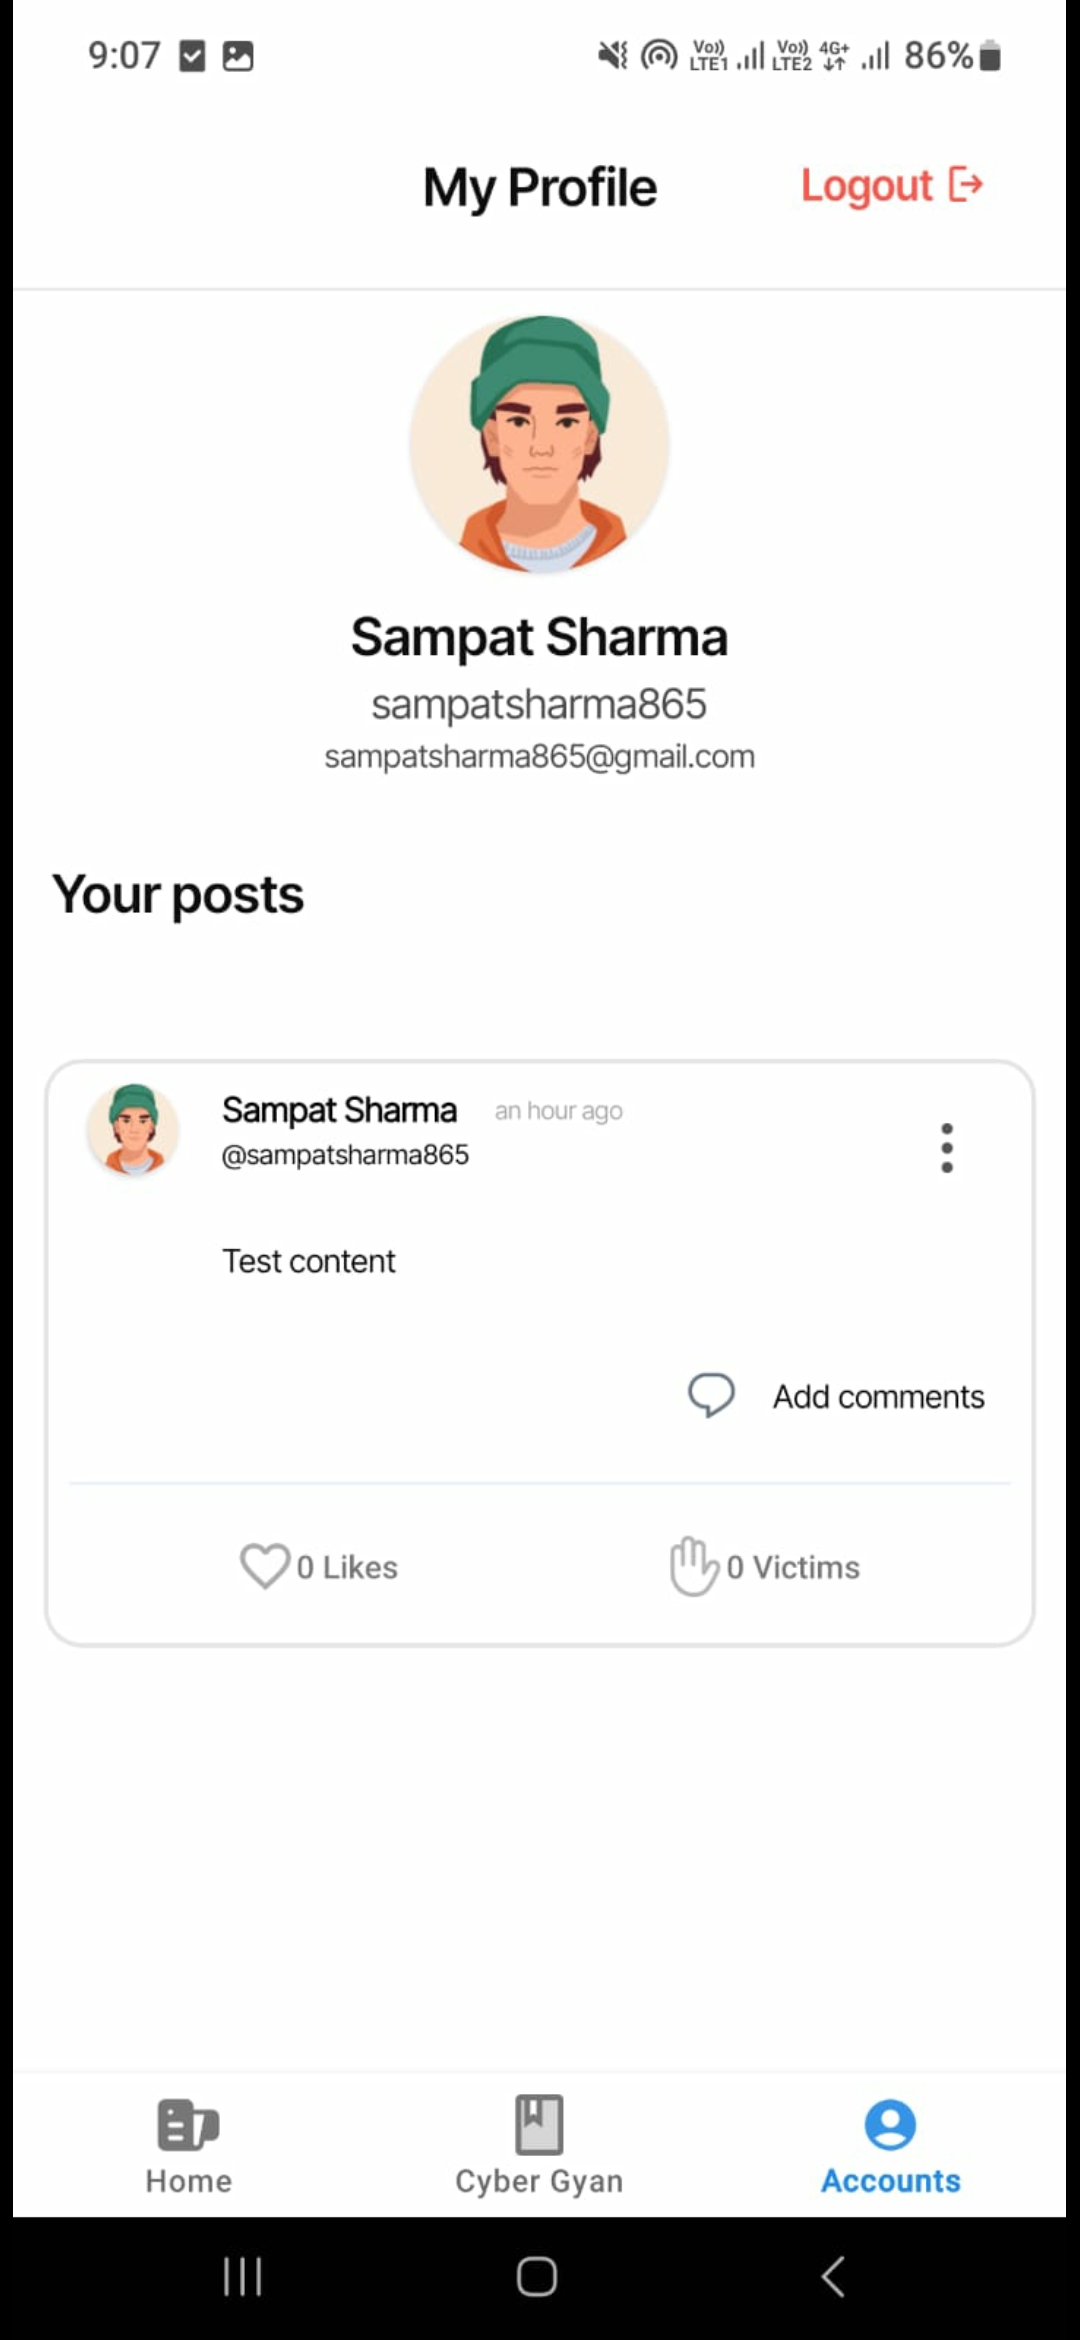 9:07 Vo)) LTE1 Vo)) LTE2 4G+ 86%
My Profile Logout
Sampat Sharma
sampatsharma865
sampatsharma865@gmail.com
Your posts
Sampat Sharma an hour ago
@sampatsharma865
Test content
Add comments
0 Likes 0 Victims
Home Cyber Gyan Accounts